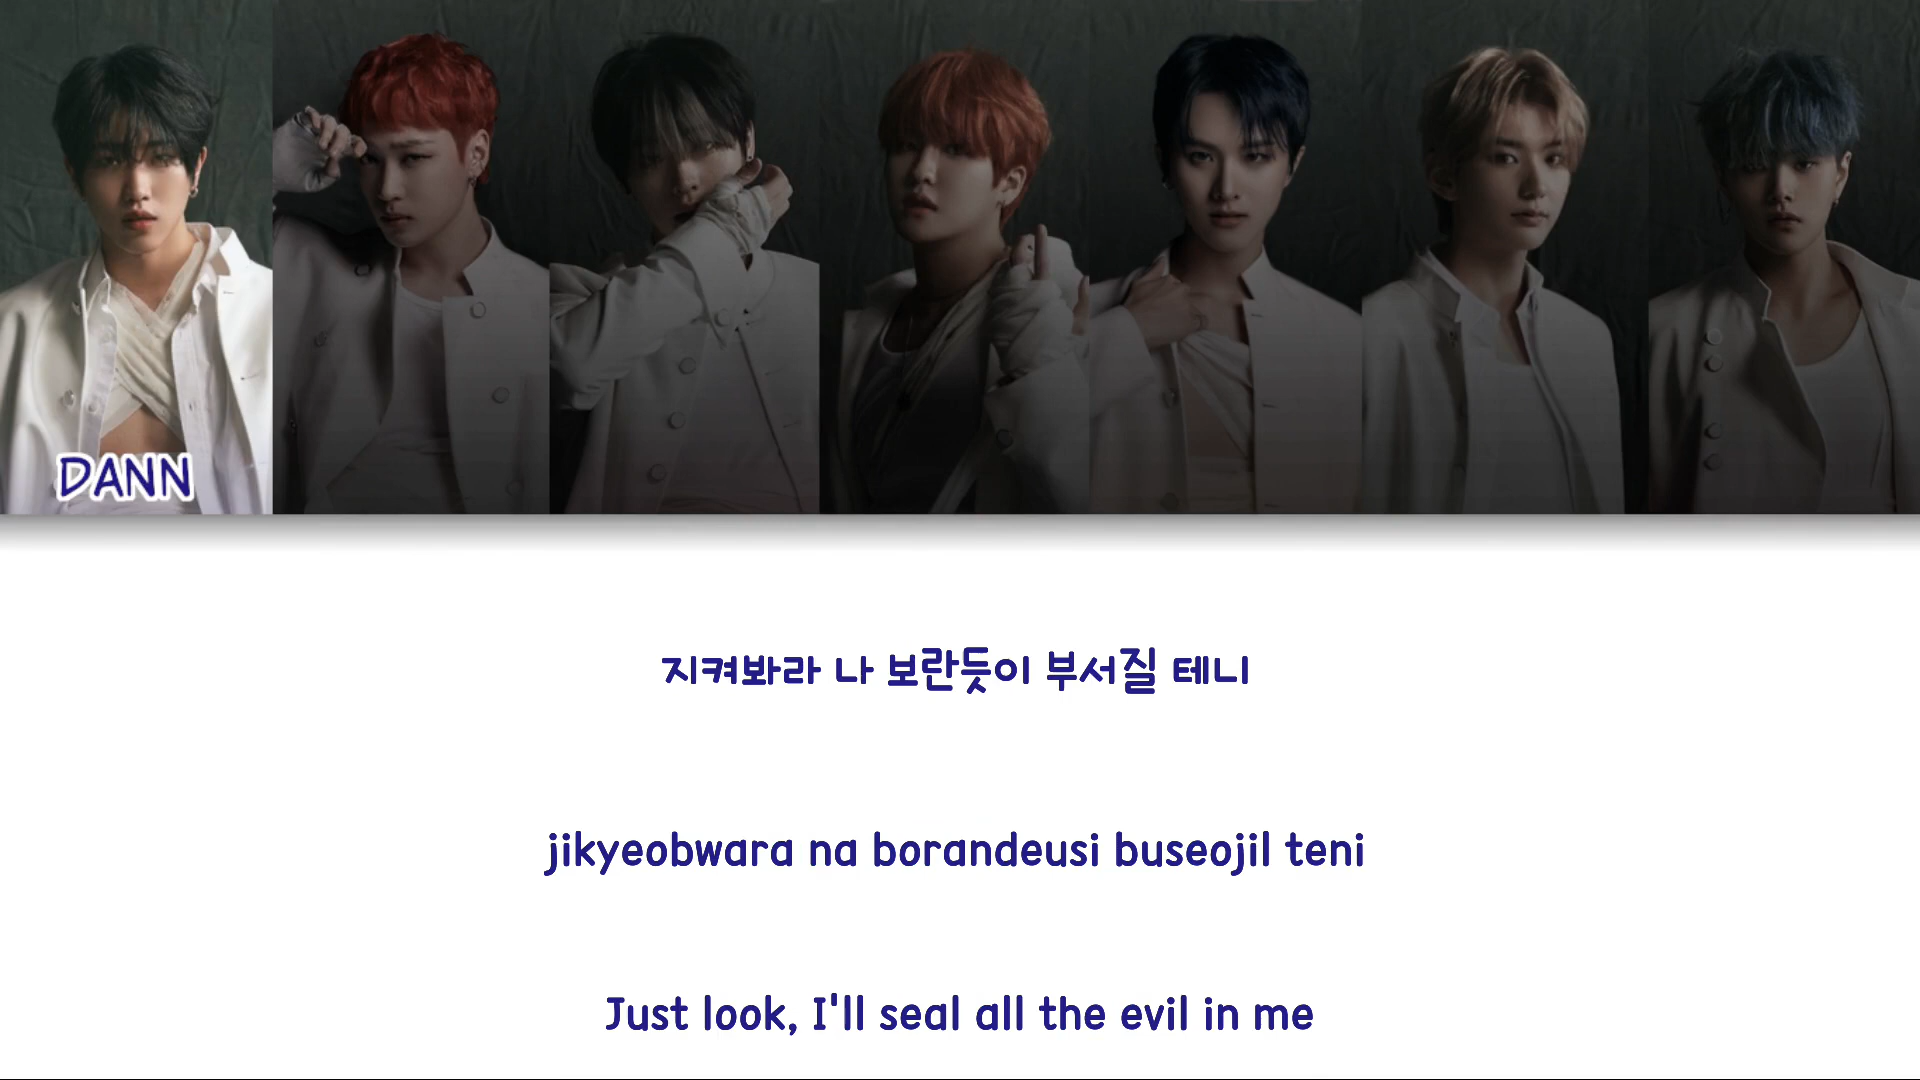 DANN
지켜봐라 나 보란듯이 부서질 테니
jikyeobwara na borandeusi buseojil teni
Just look, I'll seal all the evil in me